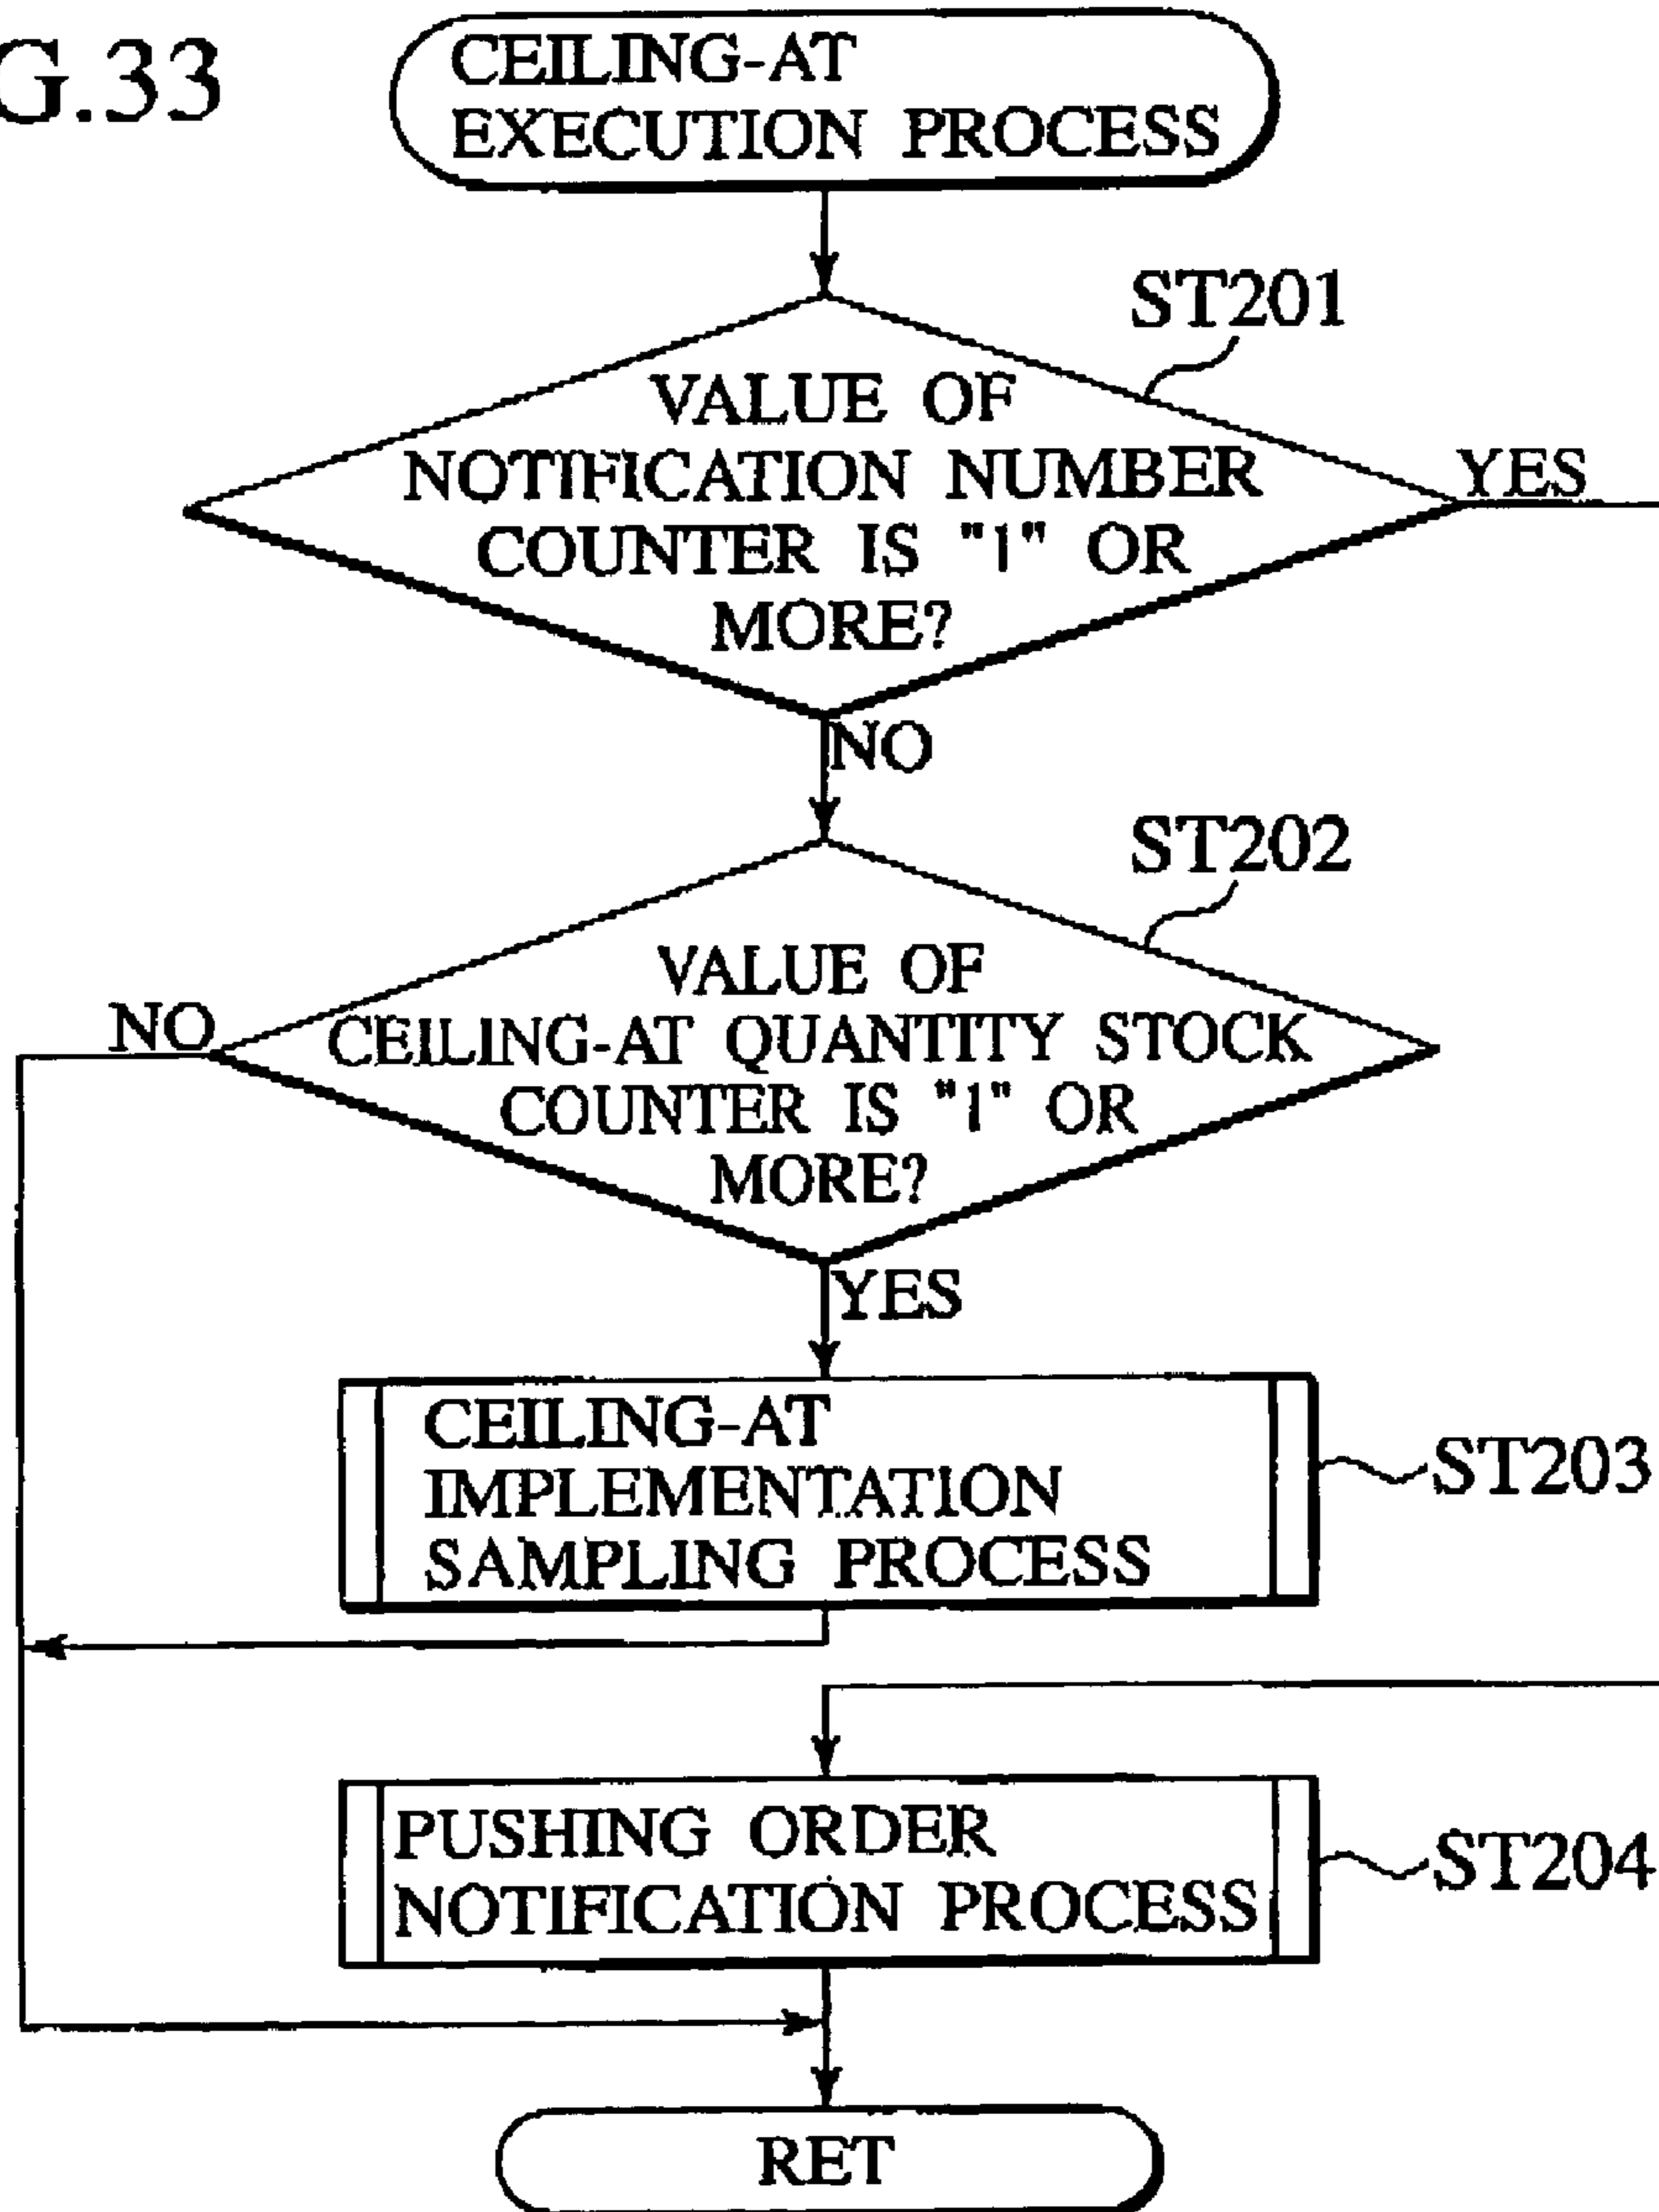 G.33
CEILING-AT
EXECUTION PROCESS
ST201
VALUE OF
NOTIFICATION NUMBER
COUNTER IS "1" OR
MORE?
YES
NO
ST202
VALUE OF
CEILING-AT QUANTITY STOCK
COUNTER IS "1" OR
MORE?
NO
YES
CEILING-AT
IMPLEMENTATION
SAMPLING PROCESS
ST203
PUSHING ORDER
NOTIFICATION PROCESS
ST204
RET